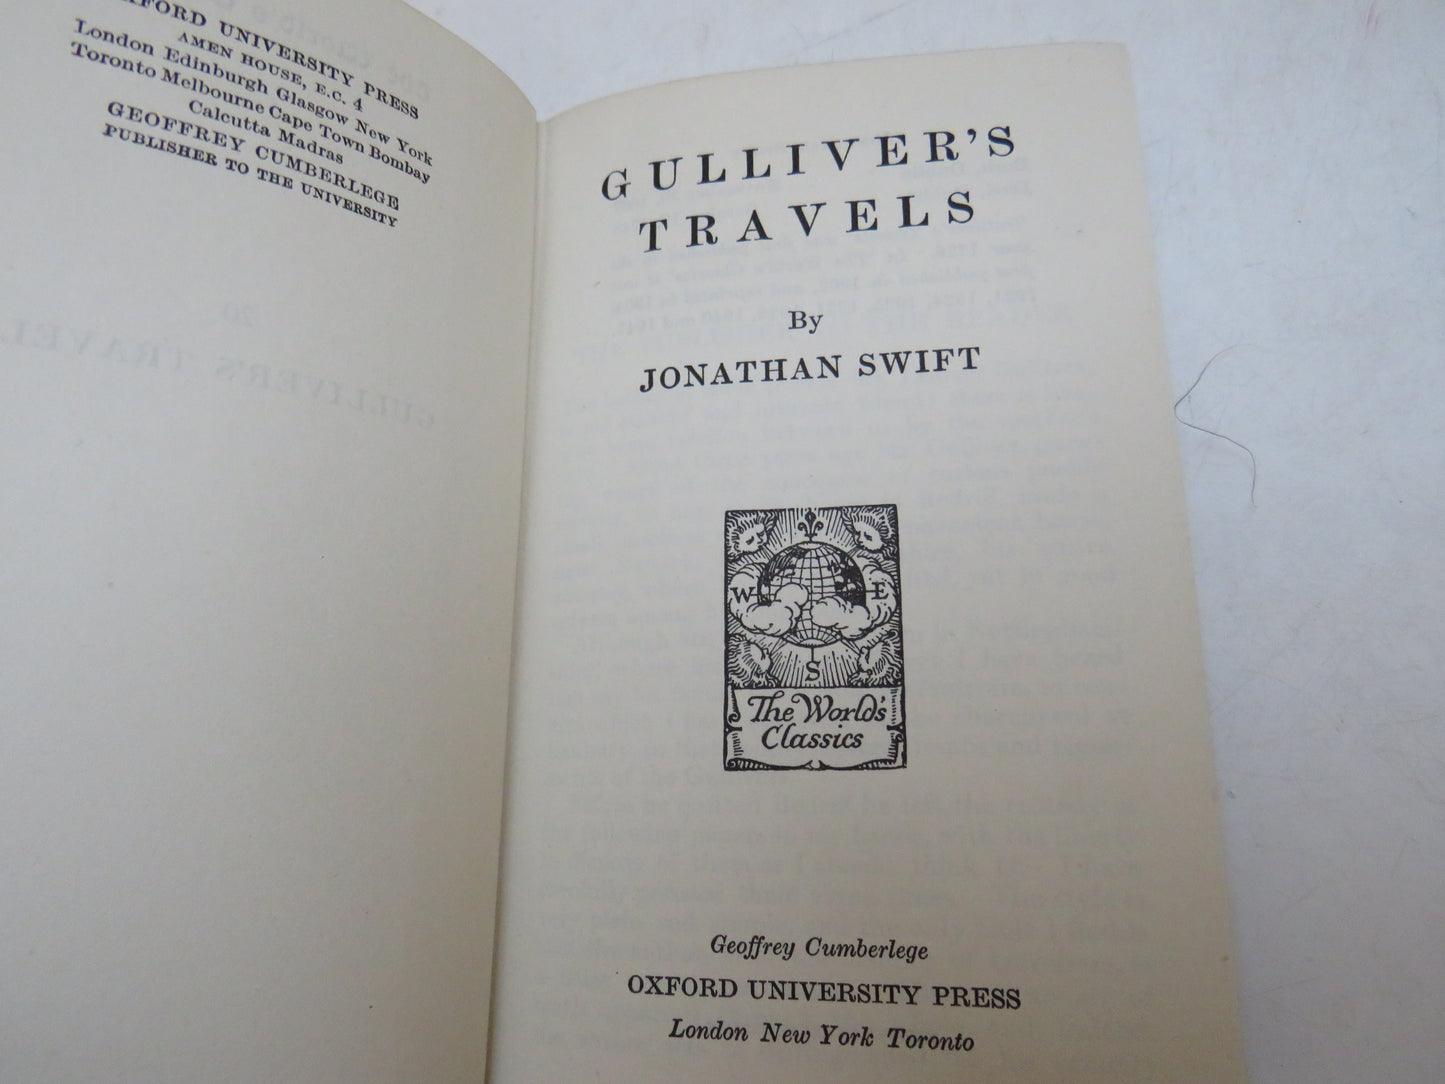 OXFORD UNIVERSITY PRESS
AMEN HOUSE, E.C. 4
London Edinburgh Glasgow New York
Toronto Melbourne Cape Town Bombay
Calcutta Madras
GEOFFREY CUMBERLEGE
PUBLISHER TO THE UNIVERSITY
GULLIVER'S
TRAVELS
By
JONATHAN SWIFT
W E
S
The World's
Classics
Geoffrey Cumberlege
OXFORD UNIVERSITY PRESS
London New York Toronto